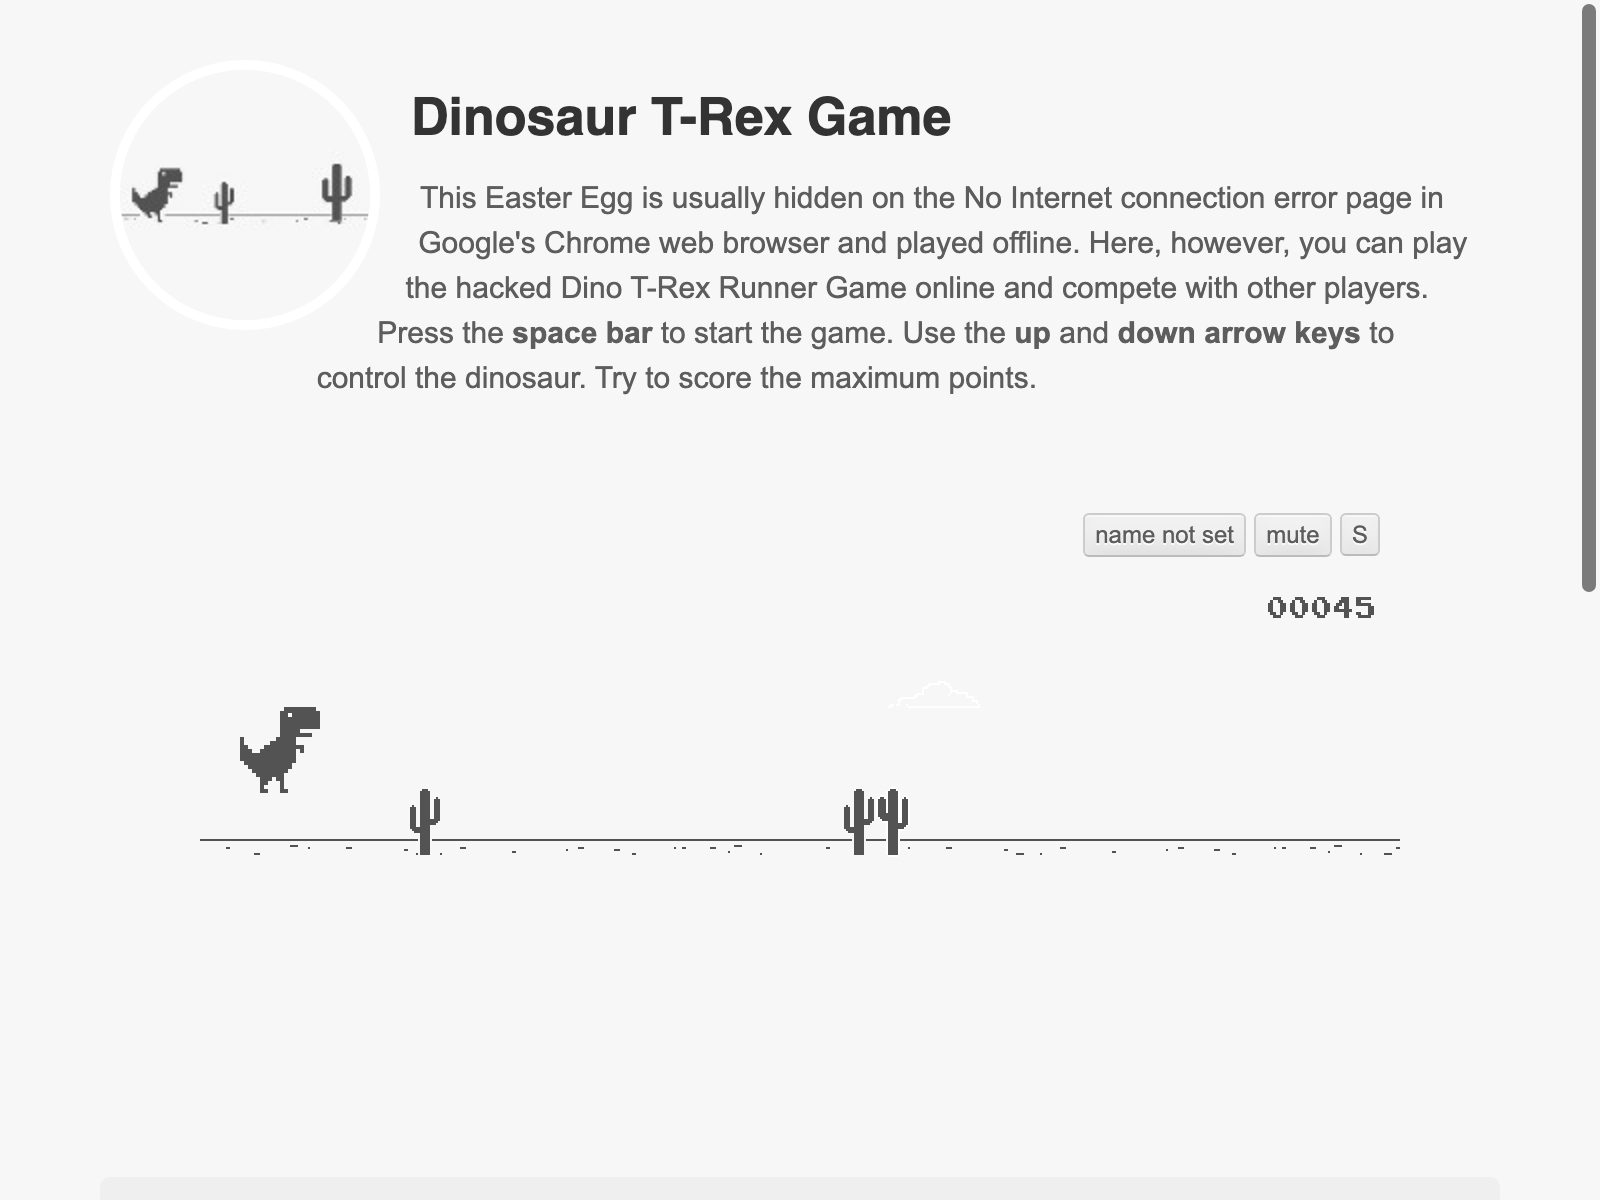 Dinosaur T-Rex Game
This Easter Egg is usually hidden on the No Internet connection error page in
Google's Chrome web browser and played offline. Here, however, you can play
the hacked Dino T-Rex Runner Game online and compete with other players.
Press the space bar to start the game. Use the up and down arrow keys to
control the dinosaur. Try to score the maximum points.
name not set mute S
00045